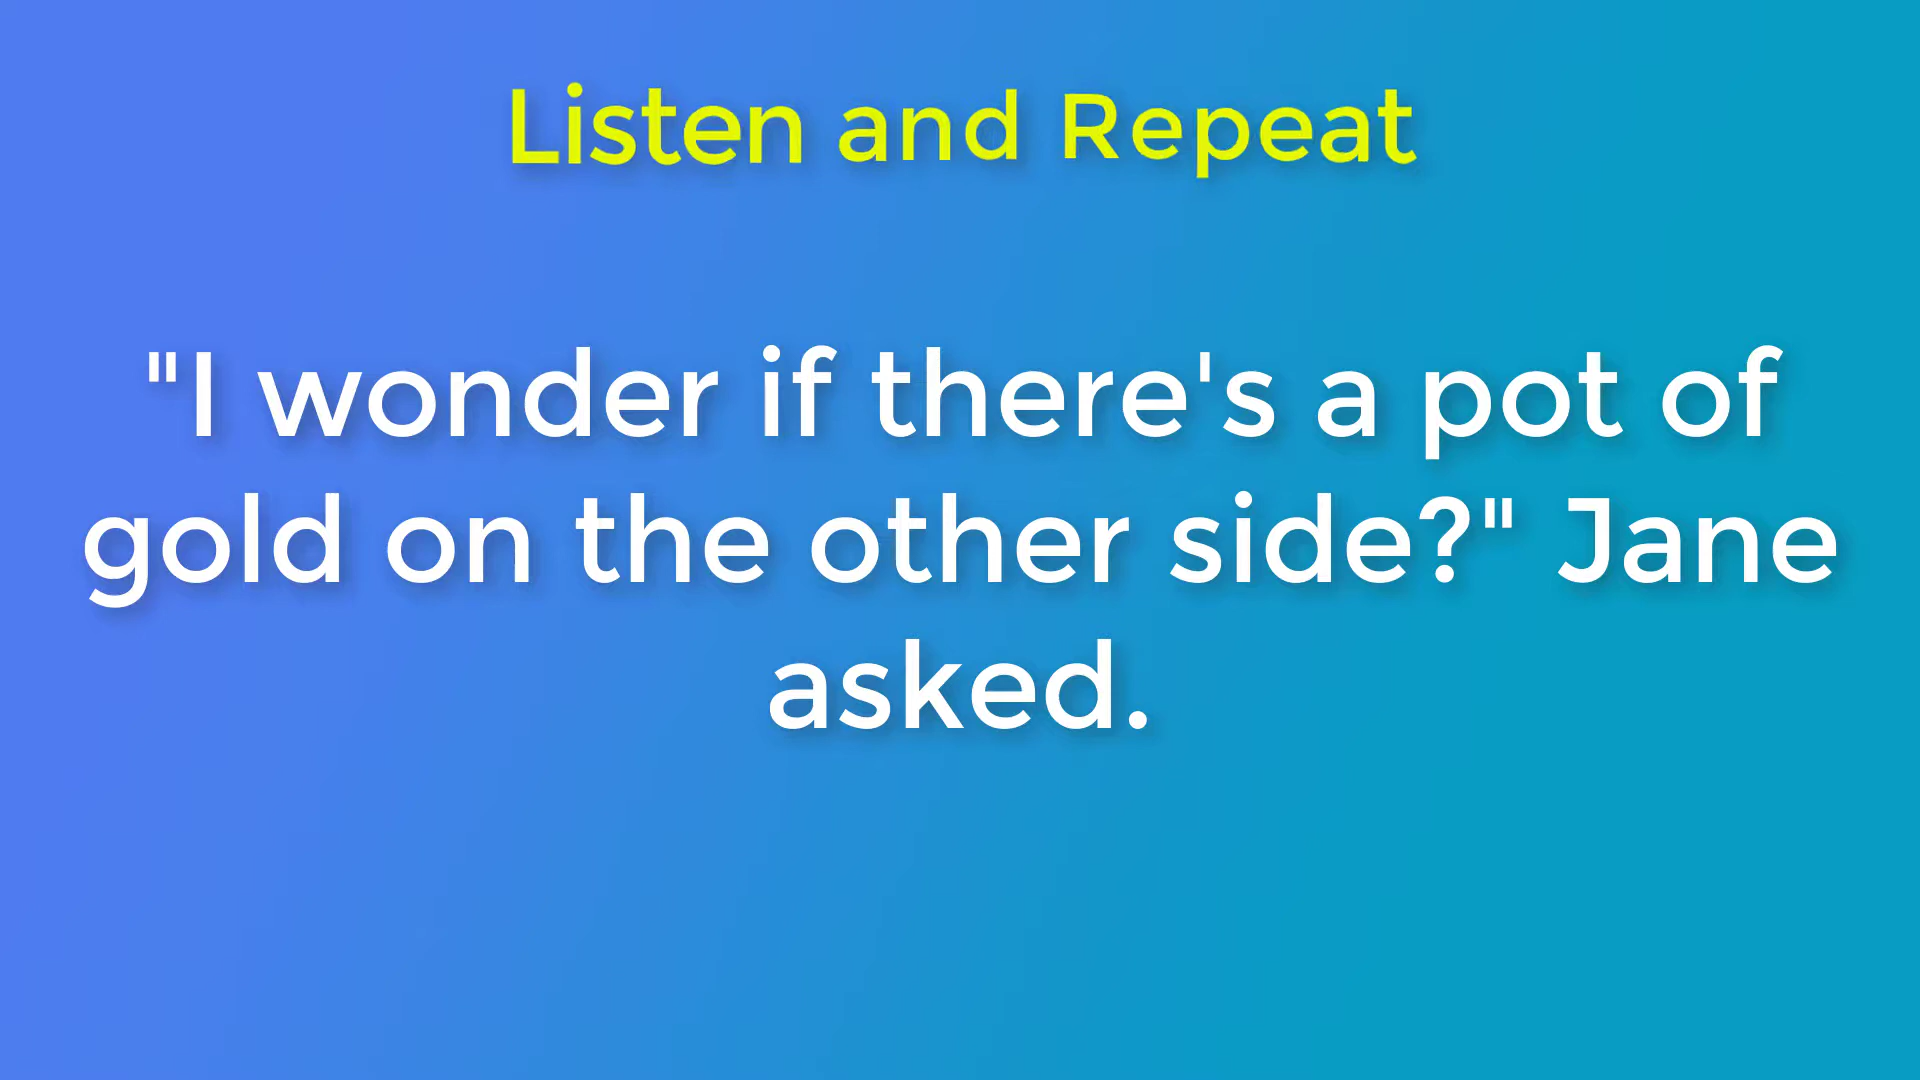 Listen and Repeat
"I wonder if there's a pot of
gold on the other side?" Jane
asked.